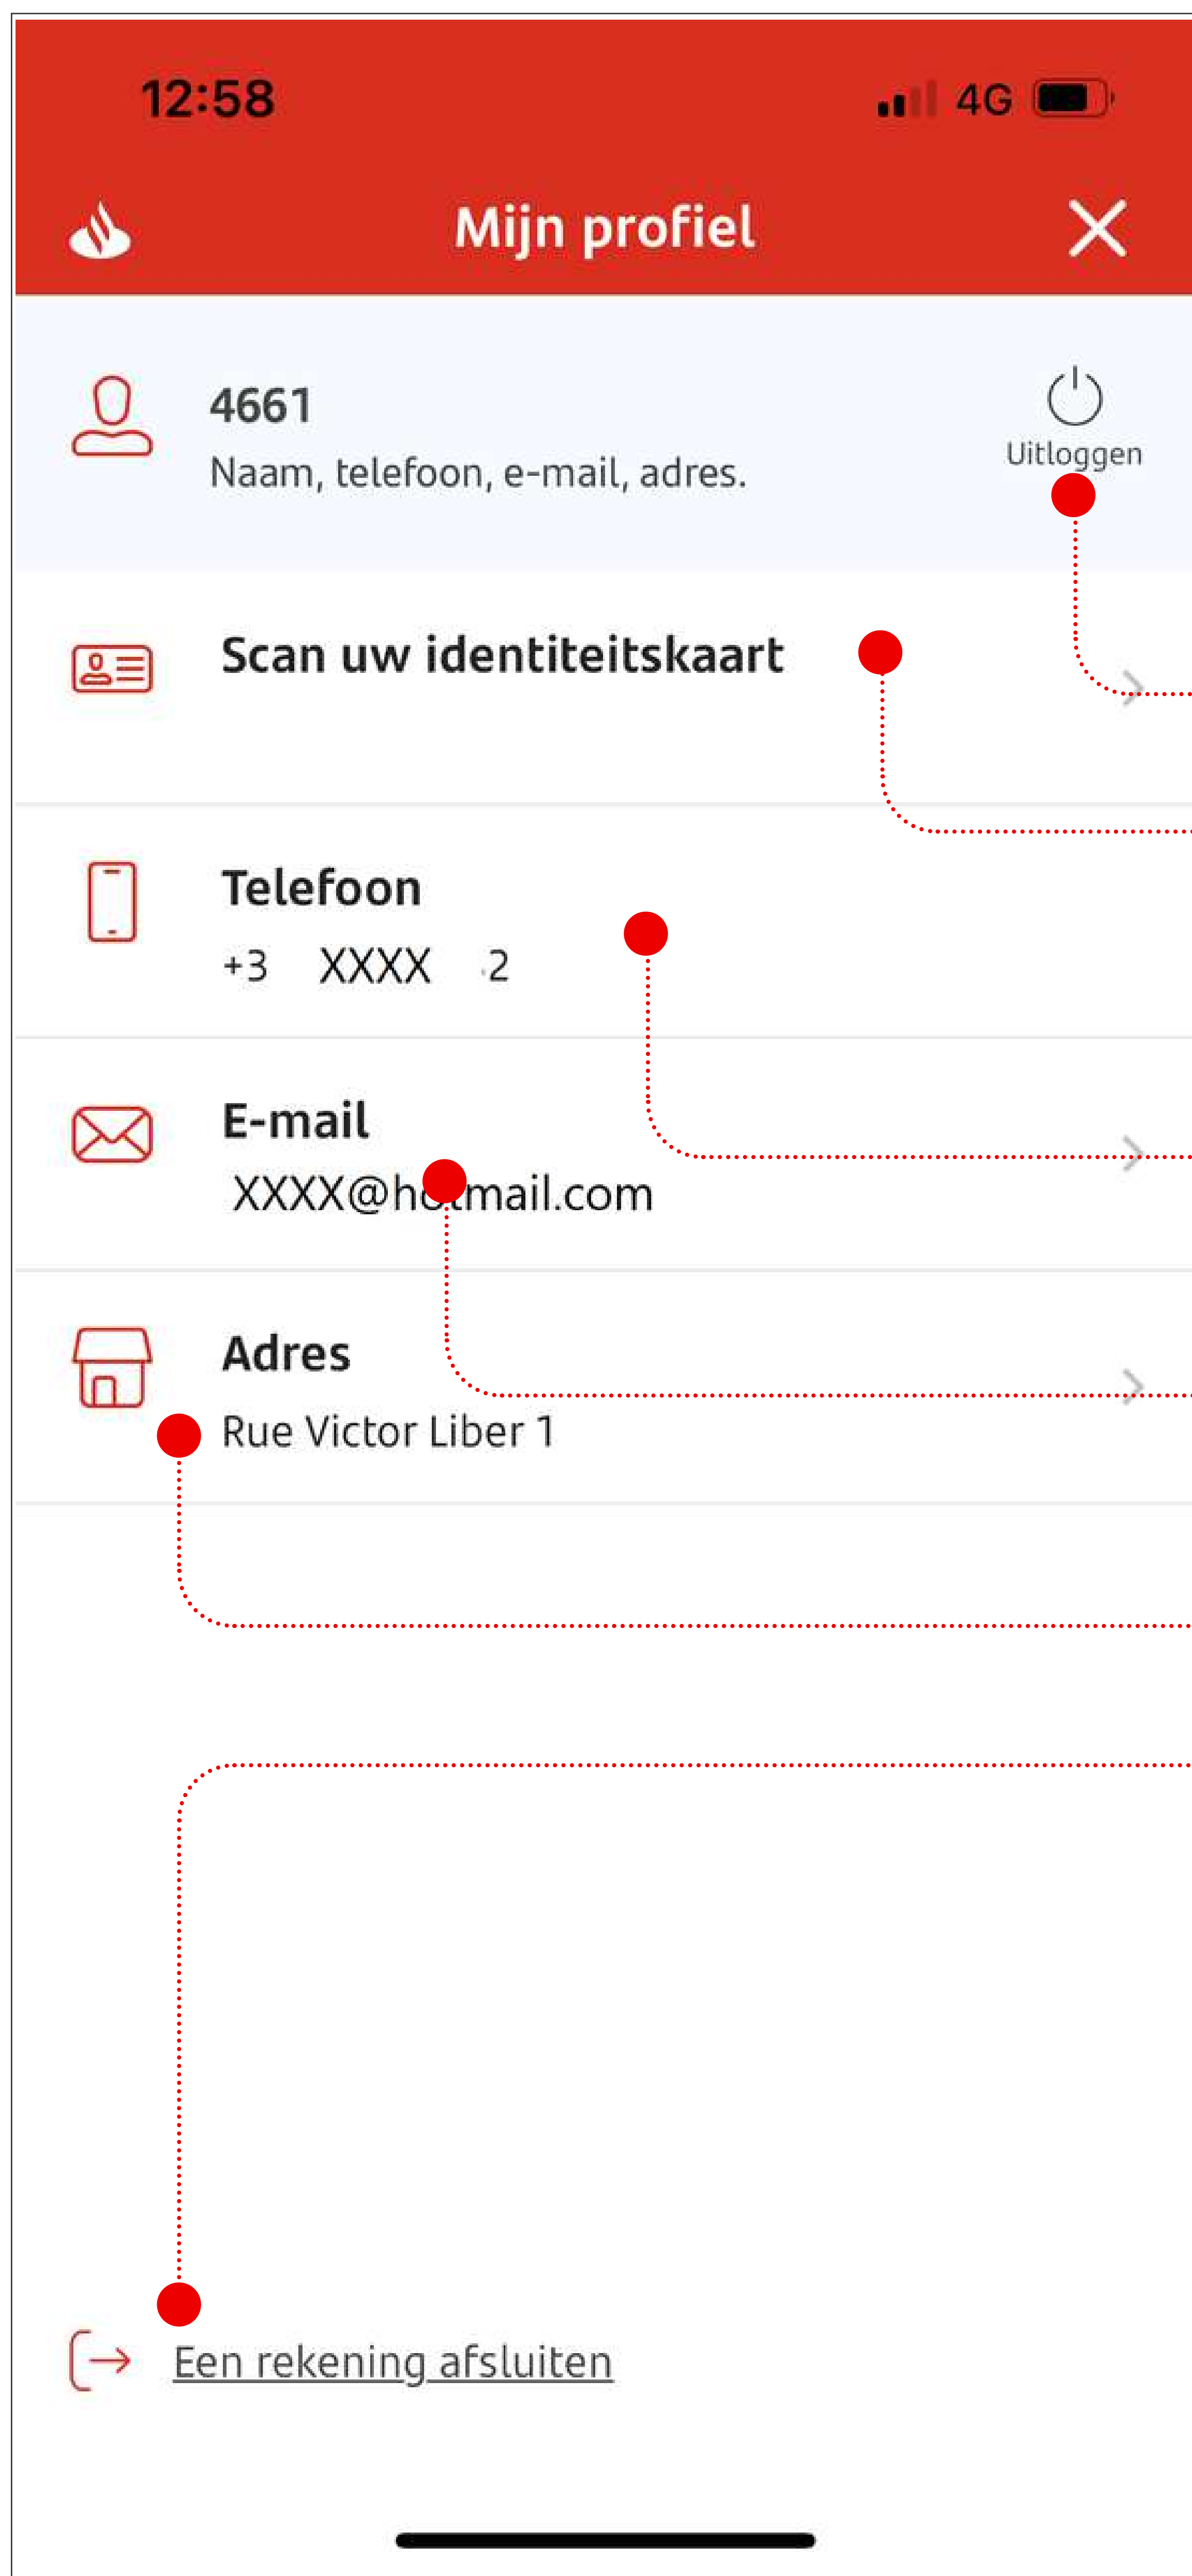 12:58
4G
Mijn profiel
4661
Naam, telefoon, e-mail, adres.
Uitloggen
Scan uw identiteitskaart
Telefoon
+3 XXXX 2
E-mail
XXXX@hotmail.com
Adres
Rue Victor Liber 1
Een rekening afsluiten